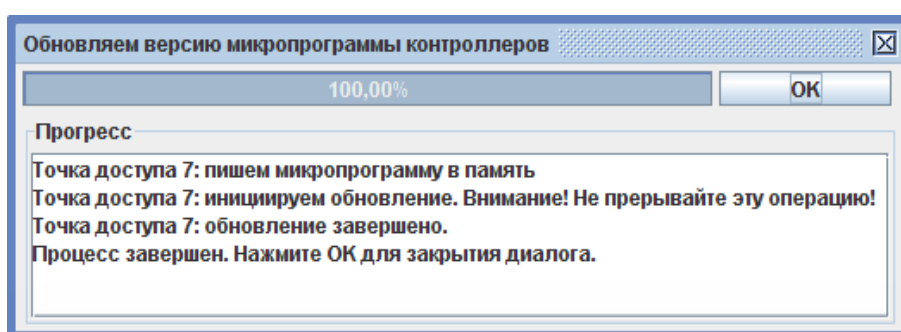 Обновляем версию микропрограммы контроллеров
100,00%
OK
Прогресс
Точка доступа 7: пишем микропрограмму в память
Точка доступа 7: инициируем обновление. Внимание! Не прерывайте эту операцию!
Точка доступа 7: обновление завершено.
Процесс завершен. Нажмите OK для закрытия диалога.